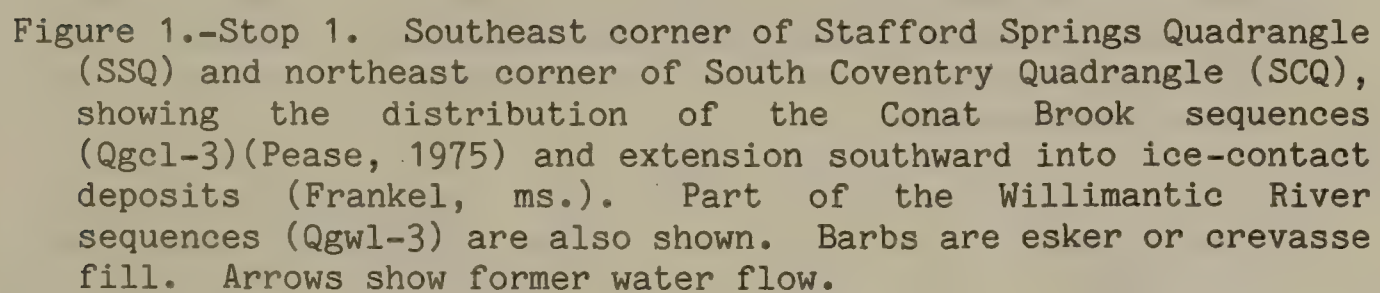 Figure 1.-Stop 1. Southeast corner of Stafford Springs Quadrangle
(SSQ) and northeast corner of South Coventry Quadrangle (SCQ),
showing the distribution of the Conat Brook sequences
(Qgcl-3)(Pease, 1975) and extension southward into ice-contact
deposits (Frankel, ms.). Part of the Willimantic River
sequences (Qgwl-3) are also shown. Barbs are esker or crevasse
fill. Arrows show former water flow.